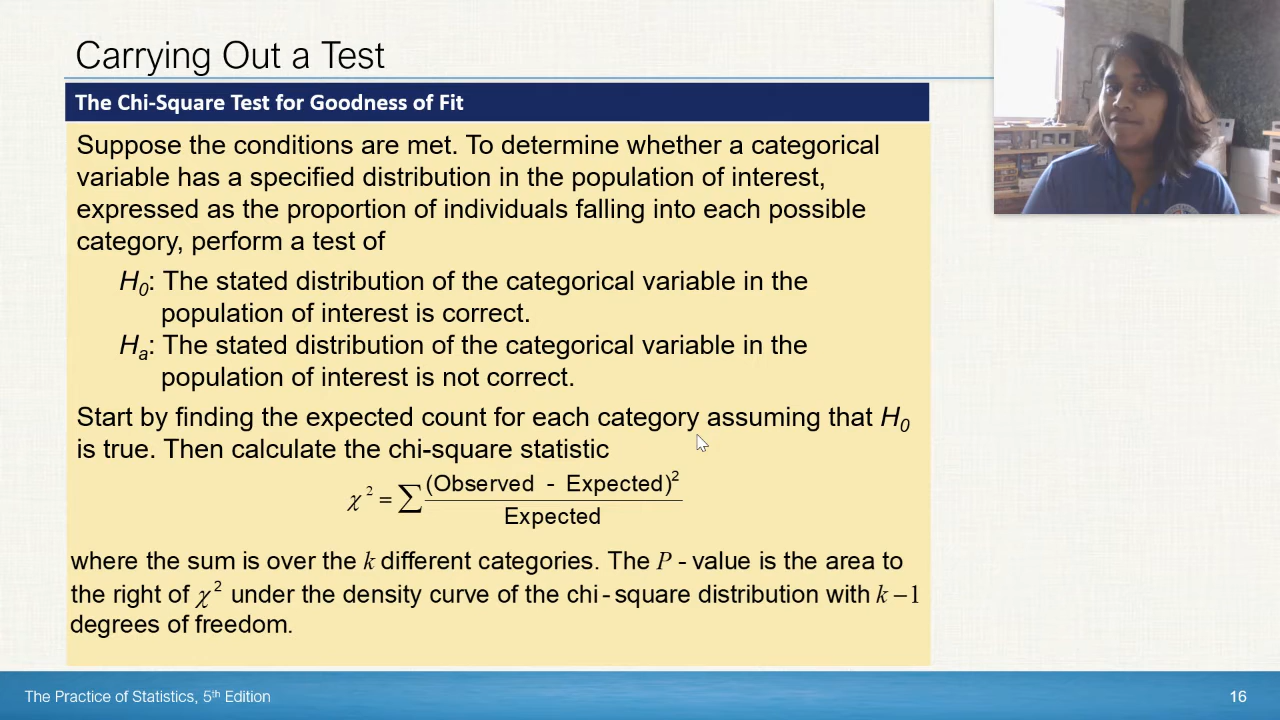 Carrying Out a Test
The Chi-Square Test for Goodness of Fit
Suppose the conditions are met. To determine whether a categorical
variable has a specified distribution in the population of interest,
expressed as the proportion of individuals falling into each possible
category, perform a test of
H₀: The stated distribution of the categorical variable in the
population of interest is correct.
Hₐ: The stated distribution of the categorical variable in the
population of interest is not correct.
Start by finding the expected count for each category assuming that H₀
is true. Then calculate the chi-square statistic
χ² = ∑ (Observed - Expected)² / Expected
where the sum is over the k different categories. The P - value is the area to
the right of χ² under the density curve of the chi - square distribution with k − 1
degrees of freedom.
The Practice of Statistics, 5th Edition
16